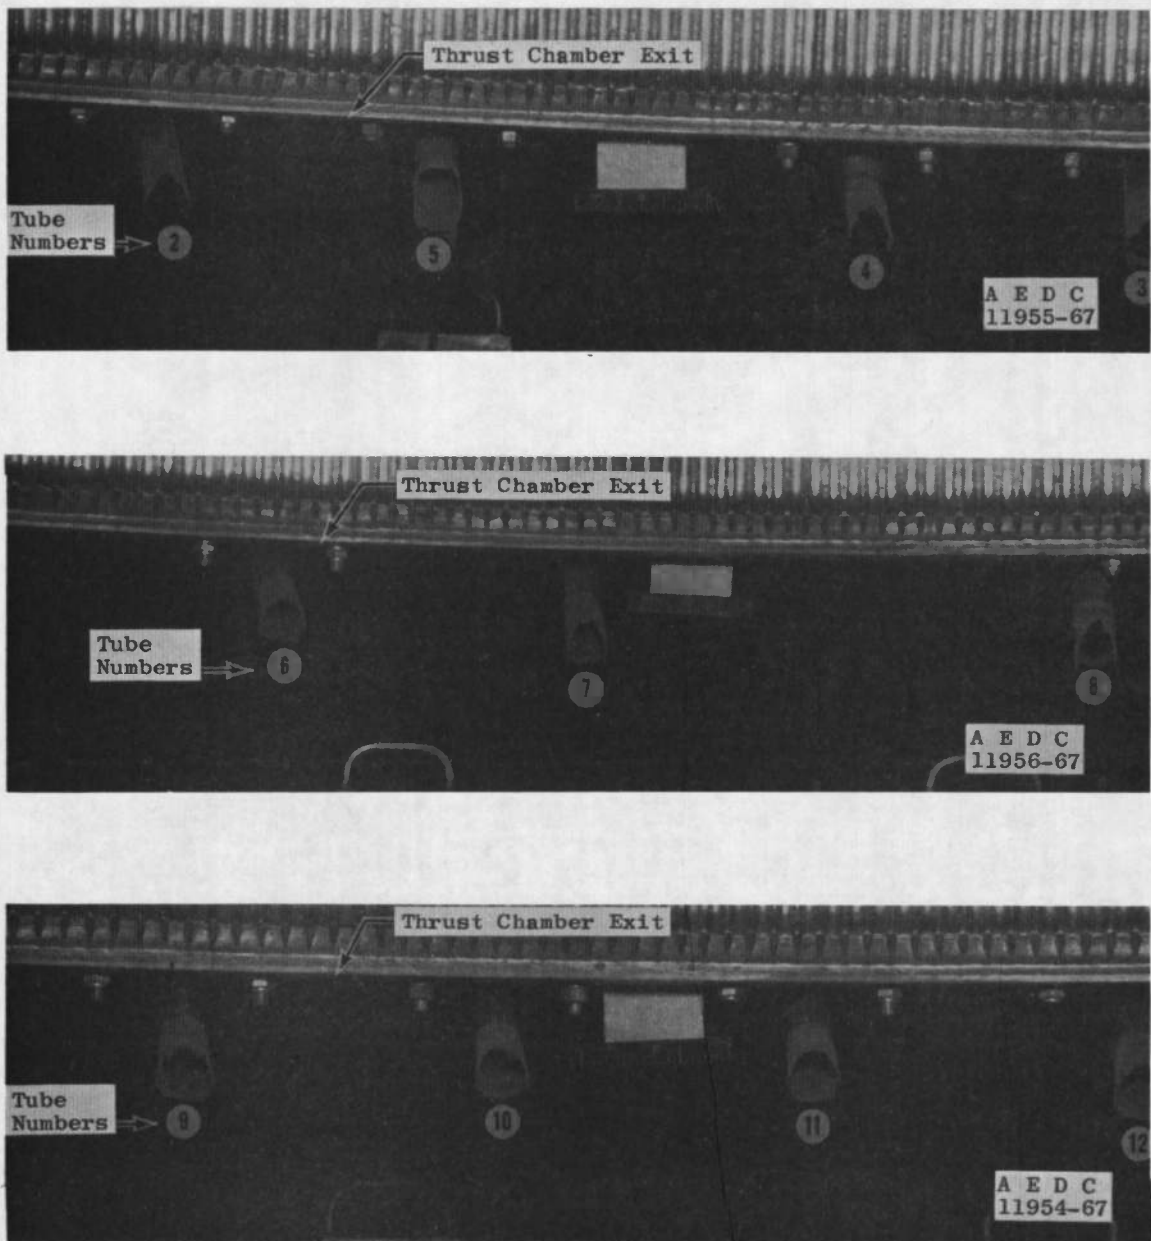 Thrust Chamber Exit
Tube
Numbers
2
5
4
3
A E D C
11955-67
Thrust Chamber Exit
Tube
Numbers
6
7
8
A E D C
11956-67
Thrust Chamber Exit
Tube
Numbers
9
10
11
12
A E D C
11954-67